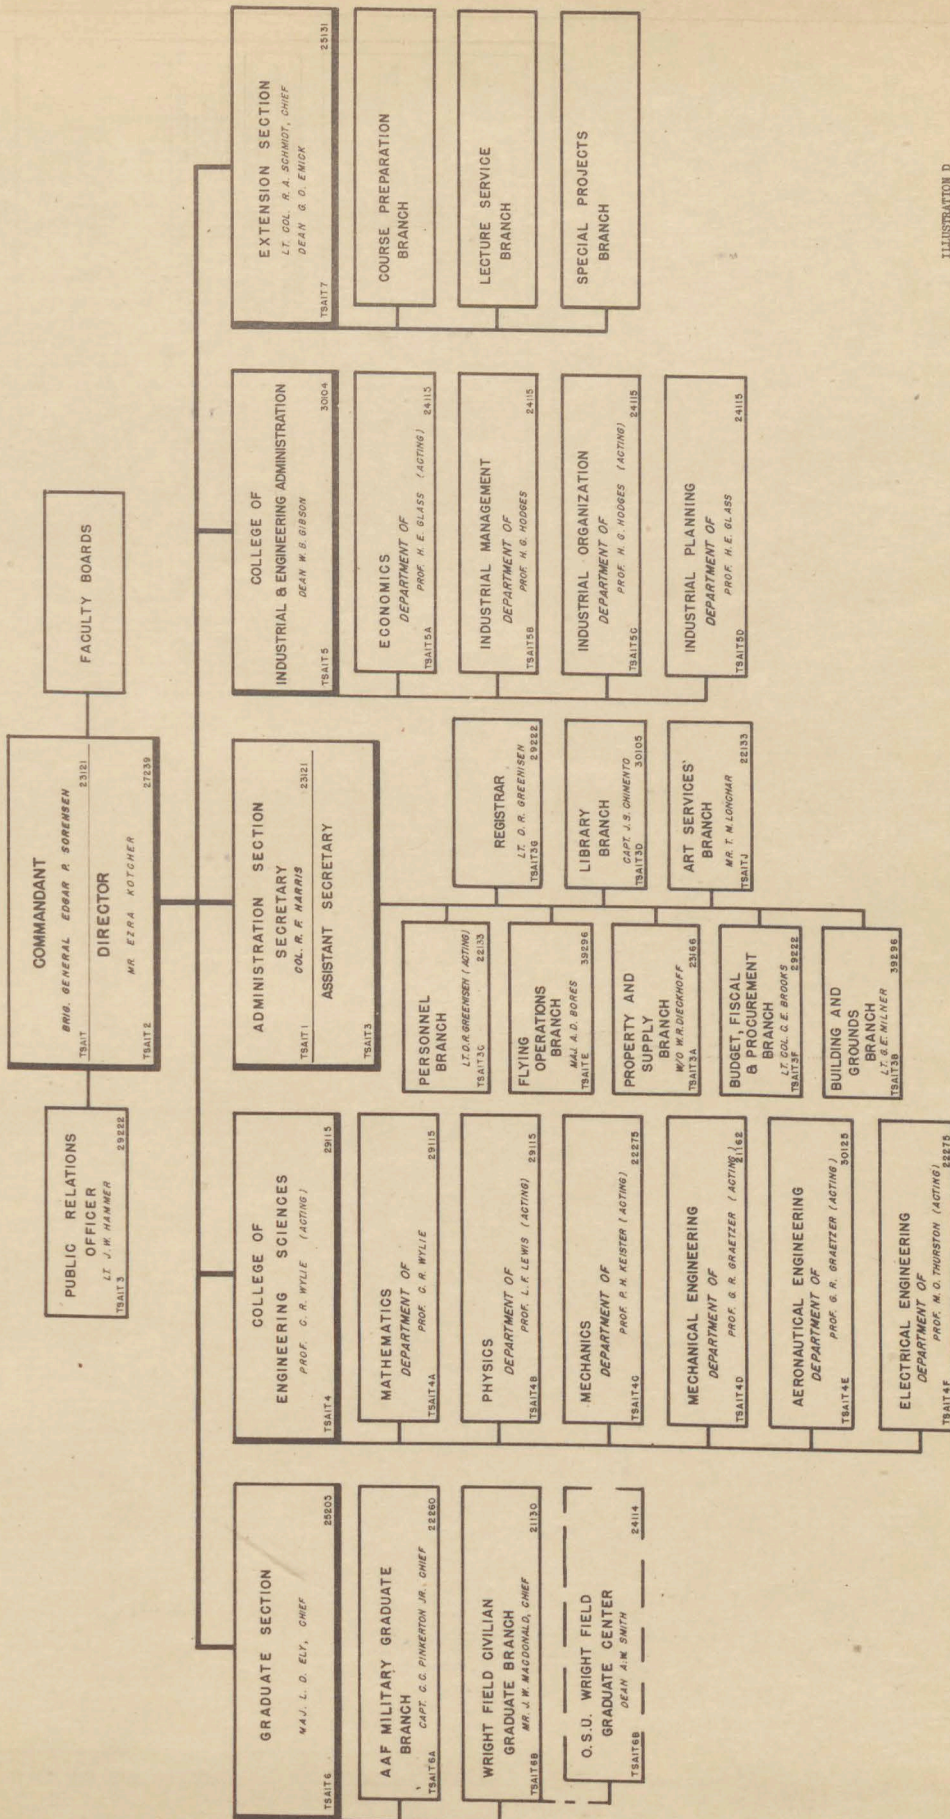 COMMANDANT
BRIG. GENERAL EDGAR P. SORENSEN
TSAIT 23121
DIRECTOR
MR EZRA KOTCHER
TSAIT 2 27239
PUBLIC RELATIONS
OFFICER
LT J. W. HAMMER
TSAIT 3 29222
FACULTY BOARDS
GRADUATE SECTION
MAJ. L. D. ELY, CHIEF
TSAIT6 25203
AAF MILITARY GRADUATE
BRANCH
CAPT. C. C. PINKERTON JR. CHIEF
TSAIT6A 22260
WRIGHT FIELD CIVILIAN
GRADUATE BRANCH
MR. J. W. MACDONALD, CHIEF
TSAIT6B 21130
O.S.U. WRIGHT FIELD
GRADUATE CENTER
DEAN A.W. SMITH
TSAIT6B 24114
COLLEGE OF
ENGINEERING SCIENCES
PROF. C. R. WYLIE (ACTING)
TSAIT4 29115
MATHEMATICS
DEPARTMENT OF
PROF. C. R. WYLIE
TSAIT4A 29115
PHYSICS
DEPARTMENT OF
PROF. L. F. LEWIS (ACTING)
TSAIT4B 29115
MECHANICS
DEPARTMENT OF
PROF. P. H. KEISTER (ACTING)
TSAIT4C 22275
MECHANICAL ENGINEERING
DEPARTMENT OF
PROF. G. R. GRAETZER (ACTING)
TSAIT4D 21162
AERONAUTICAL ENGINEERING
DEPARTMENT OF
PROF. G. R. GRAETZER (ACTING)
TSAIT4E 30125
ELECTRICAL ENGINEERING
DEPARTMENT OF
PROF. M. O. THURSTON (ACTING)
TSAIT4F 22275
ADMINISTRATION SECTION
SECRETARY
COL. R. F. HARRIS
TSAIT1 23121
ASSISTANT SECRETARY
TSAIT3
PERSONNEL
BRANCH
LT. D. R. GREENISEN (ACTING)
TSAIT3C 22133
FLYING
OPERATIONS
BRANCH
MAJ. A. D. BORES
TSAITE 39296
PROPERTY AND
SUPPLY
BRANCH
W/O W.R. DIECKHOFF
TSAIT3A 23166
BUDGET, FISCAL
& PROCUREMENT
BRANCH
LT. COL. C. E. BROOKS
TSAIT3F 29222
BUILDING AND
GROUNDS
BRANCH
LT. G. E. MILNER
TSAIT3B 39296
REGISTRAR
LT. D. R. GREENISEN
TSAIT3G 29222
LIBRARY
BRANCH
CAPT. J. S. CHIMENTO
TSAIT3D 30105
ART SERVICES'
BRANCH
MR. T. M. LONCHAR
TSAITJ 22133
COLLEGE OF
INDUSTRIAL & ENGINEERING ADMINISTRATION
DEAN W. B. GIBSON
TSAIT5 30104
ECONOMICS
DEPARTMENT OF
PROF. H. E. GLASS (ACTING)
TSAIT5A 24115
INDUSTRIAL MANAGEMENT
DEPARTMENT OF
PROF. H. G. HODGES
TSAIT5B 24115
INDUSTRIAL ORGANIZATION
DEPARTMENT OF
PROF. H. G. HODGES (ACTING)
TSAIT5C 24115
INDUSTRIAL PLANNING
DEPARTMENT OF
PROF. H. E. GLASS
TSAIT5D 24115
EXTENSION SECTION
LT. COL. R. A. SCHMIDT, CHIEF
DEAN G. O. EMICK
TSAIT7 25131
COURSE PREPARATION
BRANCH
LECTURE SERVICE
BRANCH
SPECIAL PROJECTS
BRANCH
ILLUSTRATION D